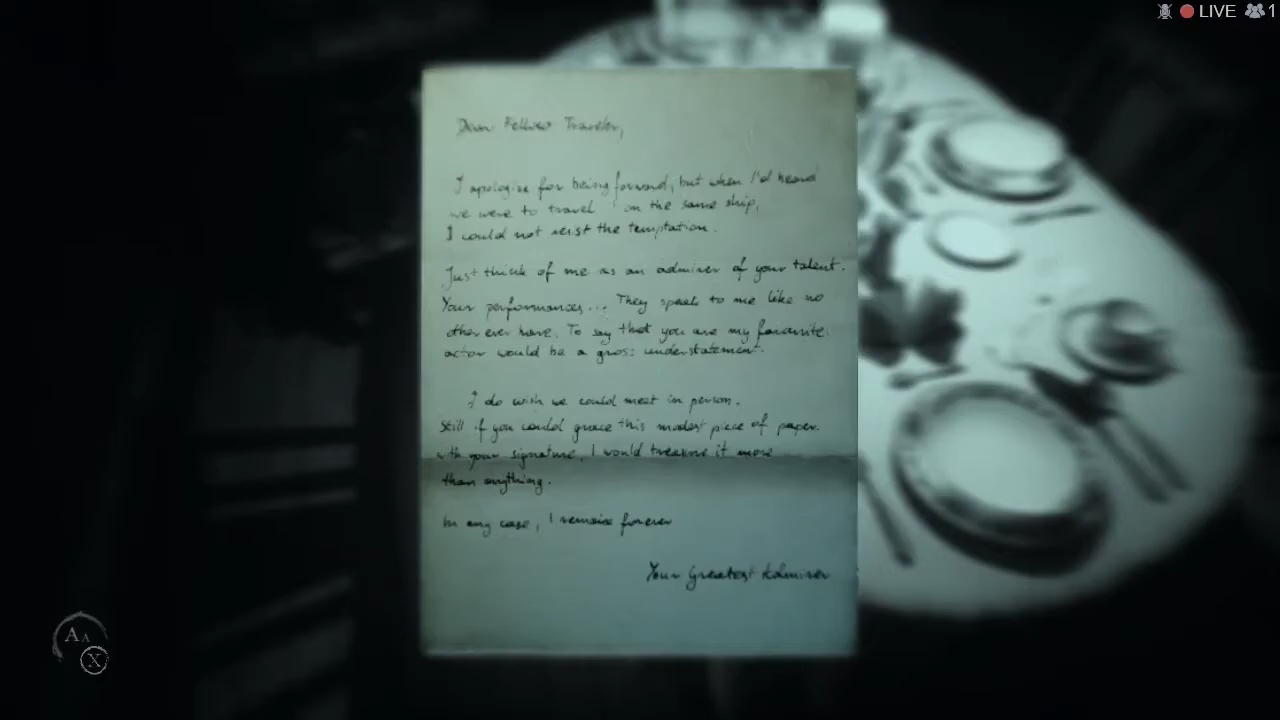 LIVE 1
Dear Fellow Traveler,
I apologize for being forward, but when I'd heard
we were to travel on the same ship,
I could not resist the temptation.
Just think of me as an admirer of your talent.
Your performances... They speak to me like no
other ever have. To say that you are my favourite
actor would be a gross understatement.
I do wish we could meet in person.
Still if you could grace this modest piece of paper.
with your signature, I would treasure it more
than anything.
In any case, I remain forever
Your Greatest Admirer
A A
X